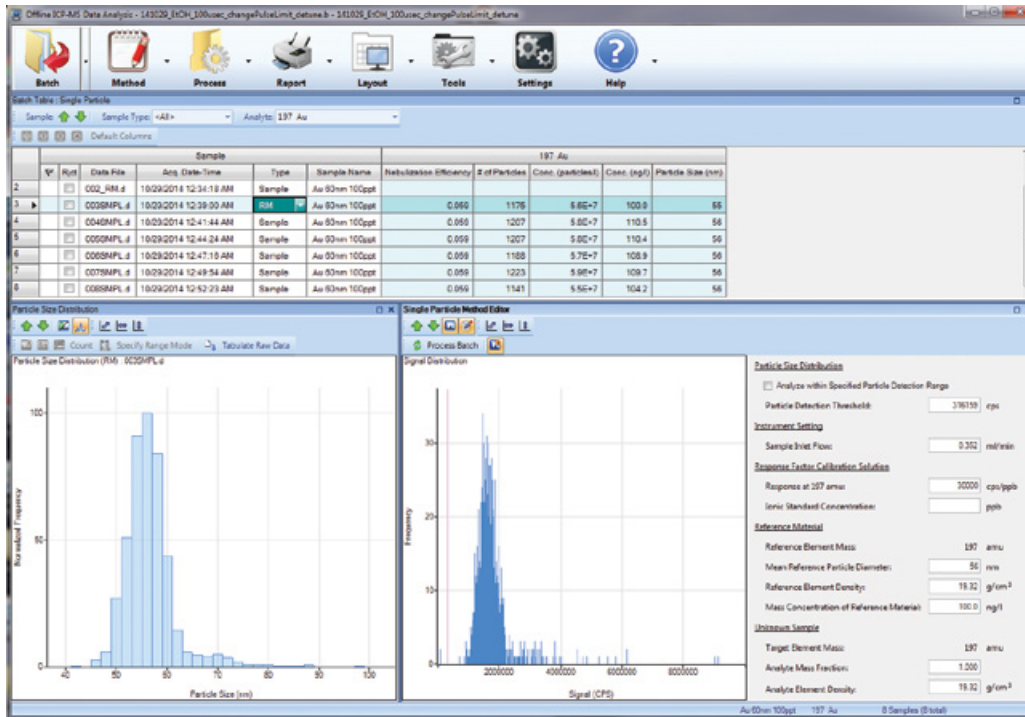 Offline ICP-MS Data Analysis - 141029_EtOH_100usec_changePulseLimit_detune.b - 141029_EtOH_100usec_changePulseLimit_detune
Batch Method Process Report Layout Tools Settings Help
Batch Table : Single Particle
Sample: Sample Type: <All> Analyte: 197 Au
Default Columns
Sample 197 Au
Rjct Data File Acq. Date-Time Type Sample Name Nebulization Efficiency # of Particles Conc. (particles/l) Conc. (ng/l) Particle Size (nm)
2 002_RM.d 10/29/2014 12:34:18 AM Sample Au 60nm 100ppt
3 003SMPL.d 10/29/2014 12:39:00 AM RM Au 60nm 100ppt 0.059 1175 5.6E+7 100.0 55
4 004SMPL.d 10/29/2014 12:41:44 AM Sample Au 60nm 100ppt 0.059 1207 5.8E+7 110.5 56
5 005SMPL.d 10/29/2014 12:44:24 AM Sample Au 60nm 100ppt 0.059 1207 5.8E+7 110.4 56
6 006SMPL.d 10/29/2014 12:47:16 AM Sample Au 60nm 100ppt 0.059 1188 5.7E+7 108.9 56
7 007SMPL.d 10/29/2014 12:49:54 AM Sample Au 60nm 100ppt 0.059 1223 5.9E+7 109.7 56
8 008SMPL.d 10/29/2014 12:52:23 AM Sample Au 60nm 100ppt 0.059 1141 5.5E+7 104.2 56
Particle Size Distribution
Count Specify Range Mode Tabulate Raw Data
Particle Size Distribution (RM) : 003SMPL.d
Normalized Frequency
100
50
0
40 50 60 70 80 90 100
Particle Size (nm)
Single Particle Method Editor
Process Batch
Signal Distribution
Frequency
30
20
10
0
2000000 4000000 6000000 8000000
Signal (CPS)
Particle Size Distribution
Analyze within Specified Particle Detection Range
Particle Detection Threshold: 316159 cps
Instrument Setting
Sample Inlet Flow: 0.352 ml/min
Response Factor Calibration Solution
Response at 197 amu: 30000 cps/ppb
Ionic Standard Concentration: ppb
Reference Material
Reference Element Mass: 197 amu
Mean Reference Particle Diameter: 56 nm
Reference Element Density: 19.32 g/cm³
Mass Concentration of Reference Material: 100.0 ng/l
Unknown Sample
Target Element Mass: 197 amu
Analyte Mass Fraction: 1.000
Analyte Element Density: 19.32 g/cm³
Au 60nm 100ppt 197 Au 8 Samples (8 total)